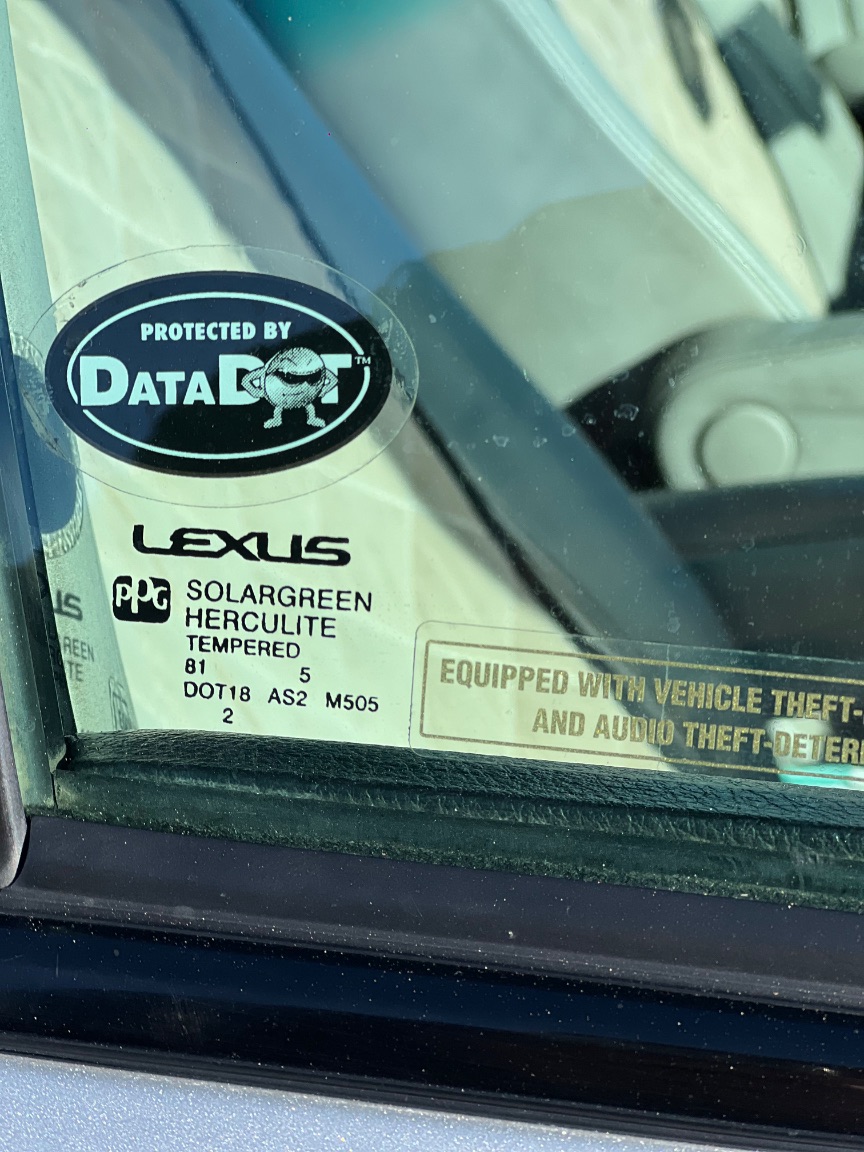 PROTECTED BY
DATADOT™
LEXUS
PPG
SOLARGREEN
HERCULITE
TEMPERED
81 5
DOT18 AS2 M505
2
EQUIPPED WITH VEHICLE THEFT-
AND AUDIO THEFT-DETER